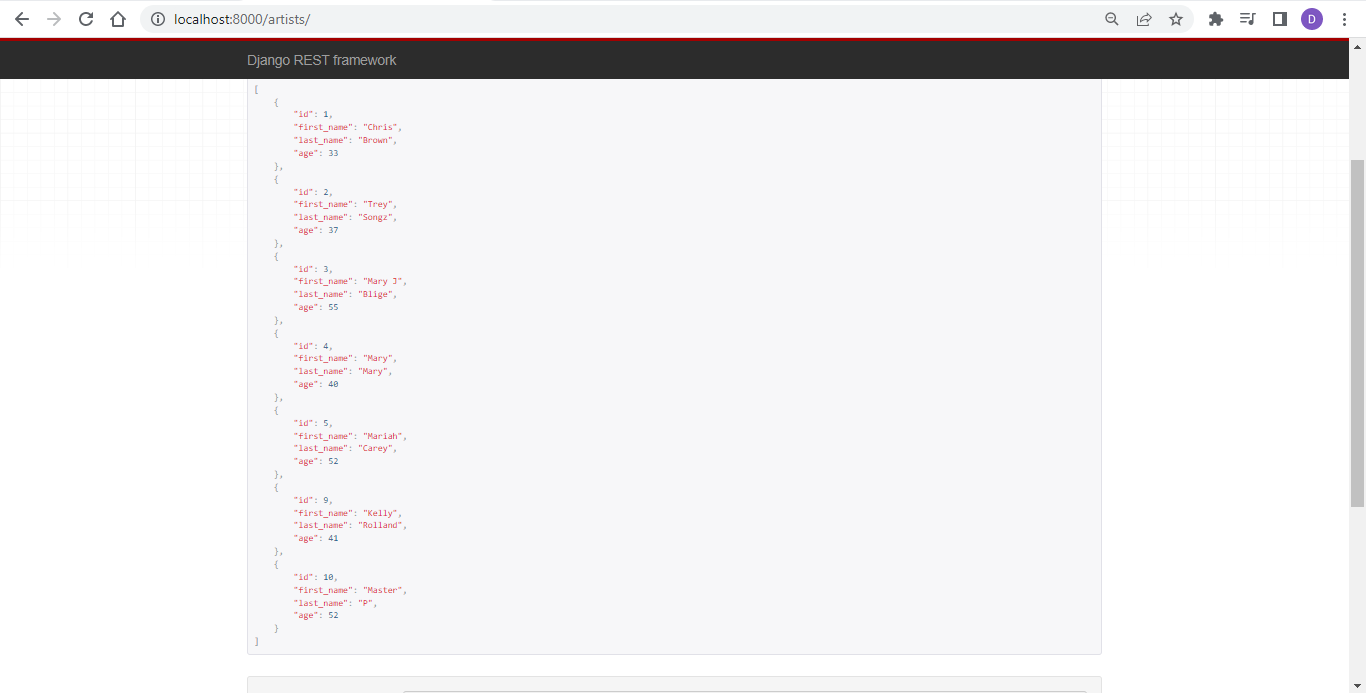 localhost:8000/artists/
D
Django REST framework
[
    {
        "id": 1,
        "first_name": "Chris",
        "last_name": "Brown",
        "age": 33
    },
    {
        "id": 2,
        "first_name": "Trey",
        "last_name": "Songz",
        "age": 37
    },
    {
        "id": 3,
        "first_name": "Mary J",
        "last_name": "Blige",
        "age": 55
    },
    {
        "id": 4,
        "first_name": "Mary",
        "last_name": "Mary",
        "age": 40
    },
    {
        "id": 5,
        "first_name": "Mariah",
        "last_name": "Carey",
        "age": 52
    },
    {
        "id": 9,
        "first_name": "Kelly",
        "last_name": "Rolland",
        "age": 41
    },
    {
        "id": 10,
        "first_name": "Master",
        "last_name": "P",
        "age": 52
    }
]